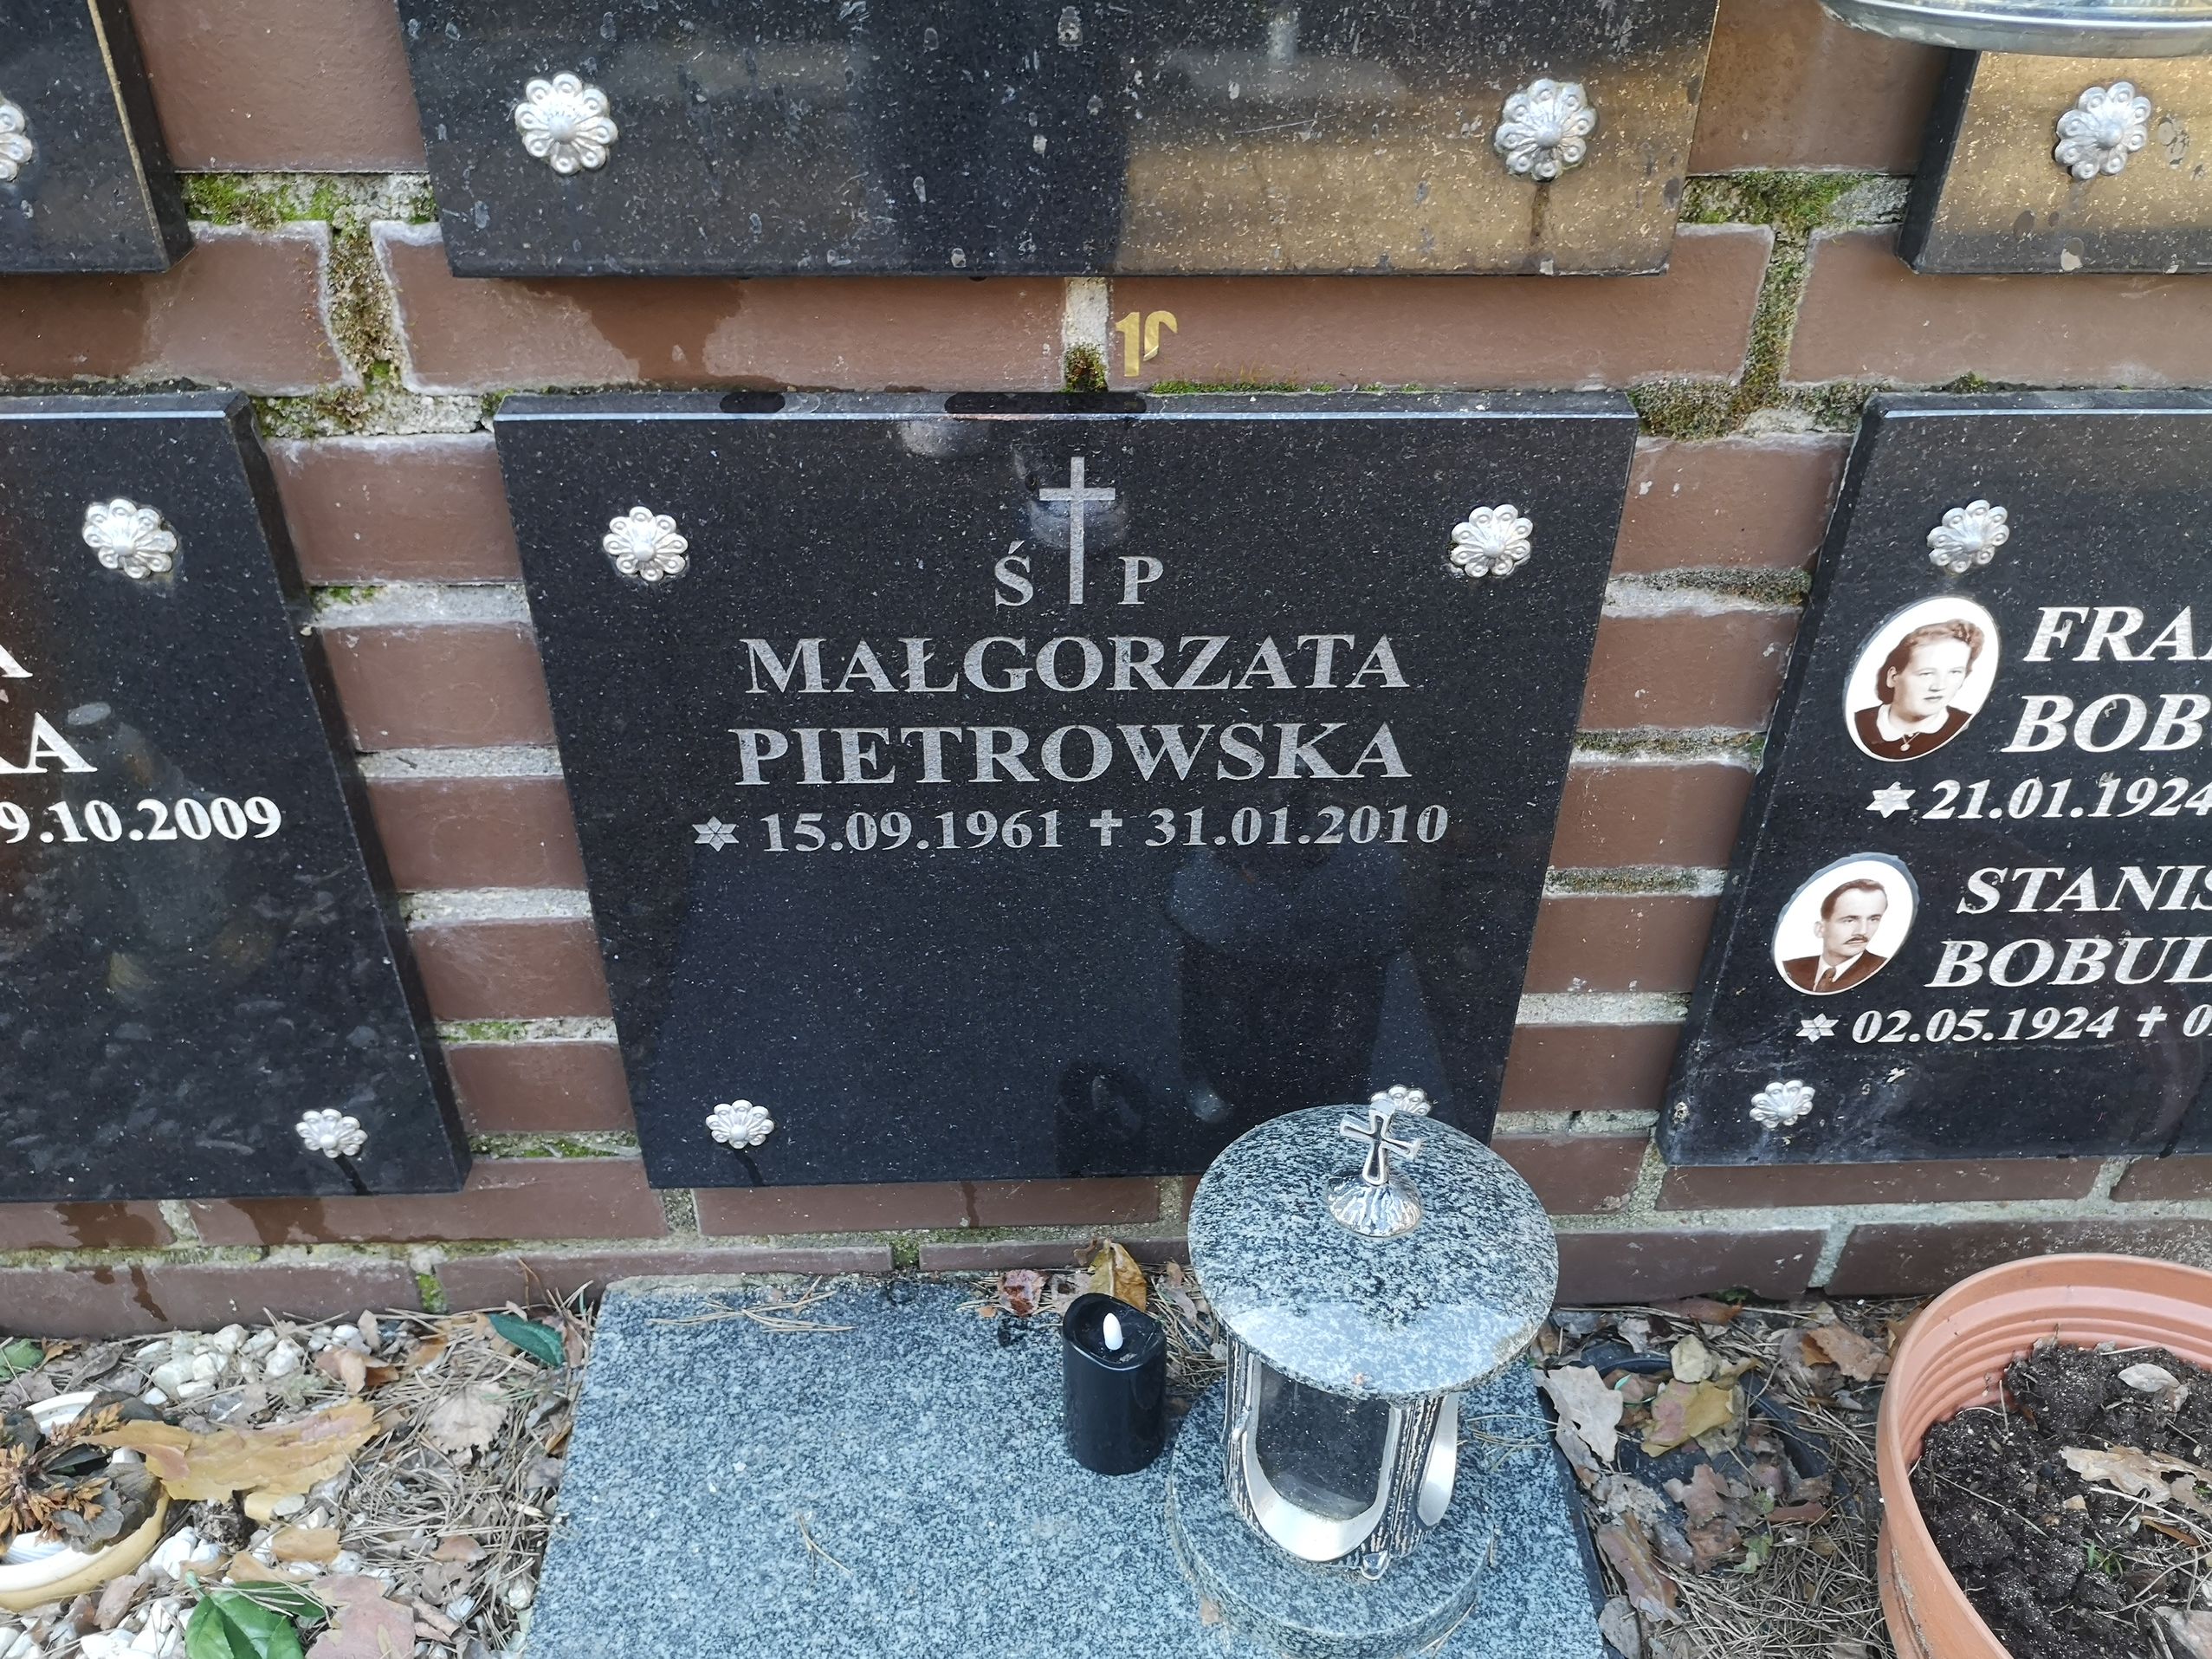 Ś P
MAŁGORZATA
PIETROWSKA
15.09.1961 31.01.2010
9.10.2009
21.01.1924
02.05.1924